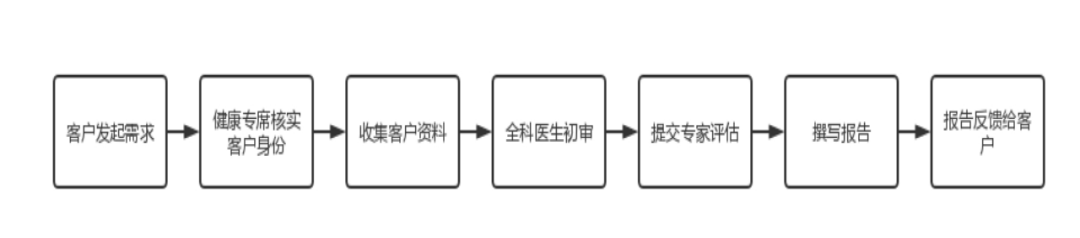 客户发起需求
健康专席核实
客户身份
收集客户资料
全科医生初审
提交专家评估
撰写报告
报告反馈给客
户